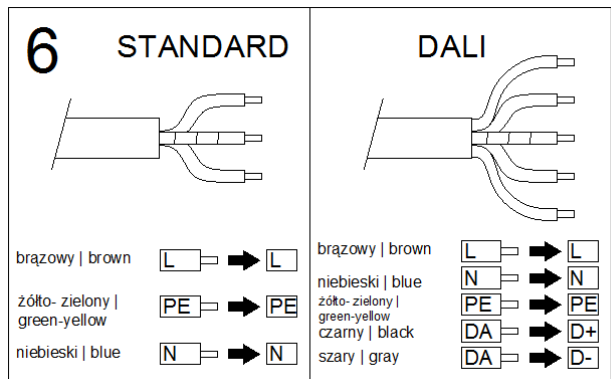 6 STANDARD
brązowy | brown L L
żółto- zielony |
green-yellow PE PE
niebieski | blue N N
DALI
brązowy | brown L L
niebieski | blue N N
żółto- zielony |
green-yellow PE PE
czarny | black DA D+
szary | gray DA D-